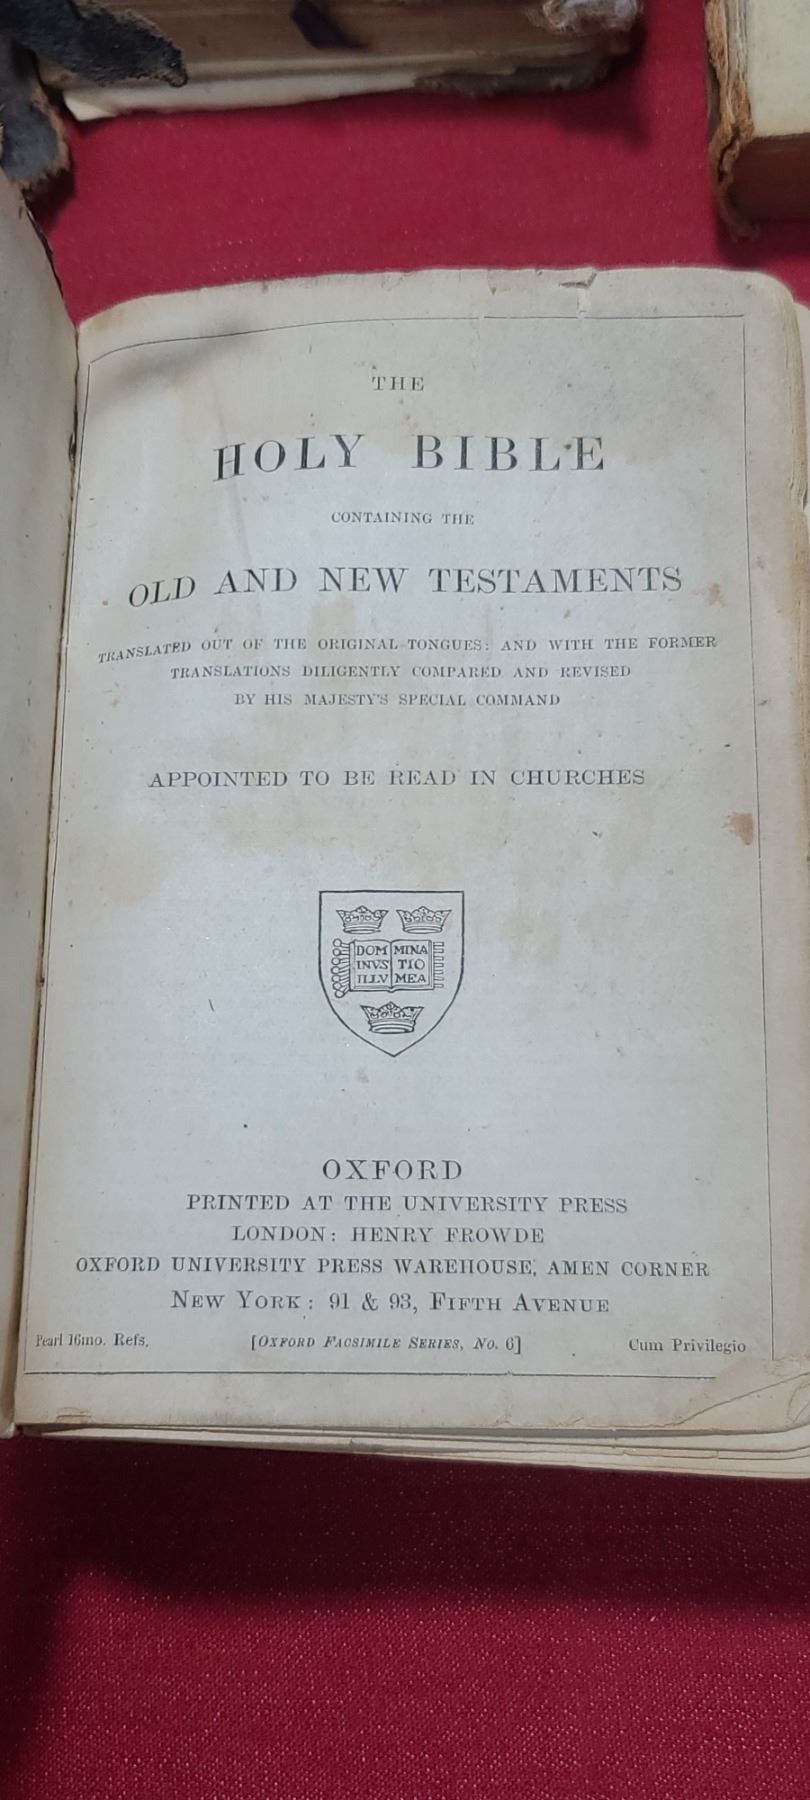 THE
HOLY BIBLE
CONTAINING THE
OLD AND NEW TESTAMENTS
TRANSLATED OUT OF THE ORIGINAL TONGUES: AND WITH THE FORMER
TRANSLATIONS DILIGENTLY COMPARED AND REVISED
BY HIS MAJESTY'S SPECIAL COMMAND
APPOINTED TO BE READ IN CHURCHES
DOM MINA
INVS TIO
ILLV MEA
OXFORD
PRINTED AT THE UNIVERSITY PRESS
LONDON: HENRY FROWDE
OXFORD UNIVERSITY PRESS WAREHOUSE, AMEN CORNER
NEW YORK: 91 & 93, FIFTH AVENUE
Pearl 16mo. Refs. [OXFORD FACSIMILE SERIES, NO. 6] Cum Privilegio